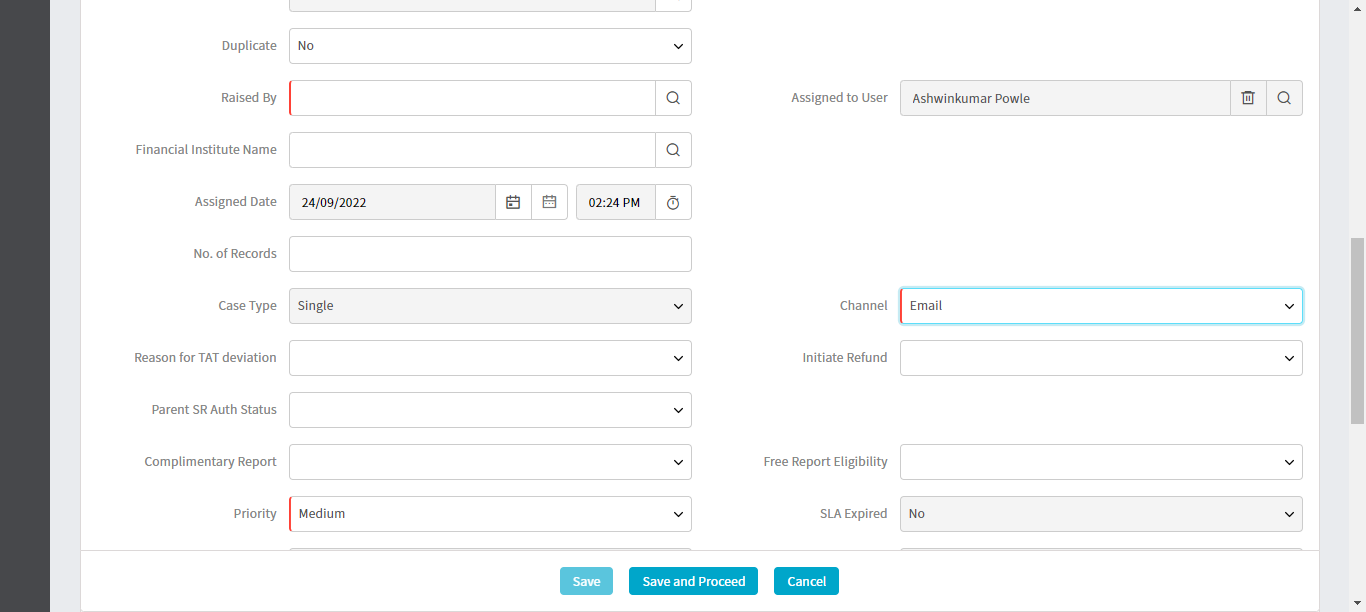 Duplicate No
Raised By Assigned to User Ashwinkumar Powle
Financial Institute Name
Assigned Date 24/09/2022 02:24 PM
No. of Records
Case Type Single Channel Email
Reason for TAT deviation Initiate Refund
Parent SR Auth Status
Complimentary Report Free Report Eligibility
Priority Medium SLA Expired No
Save Save and Proceed Cancel